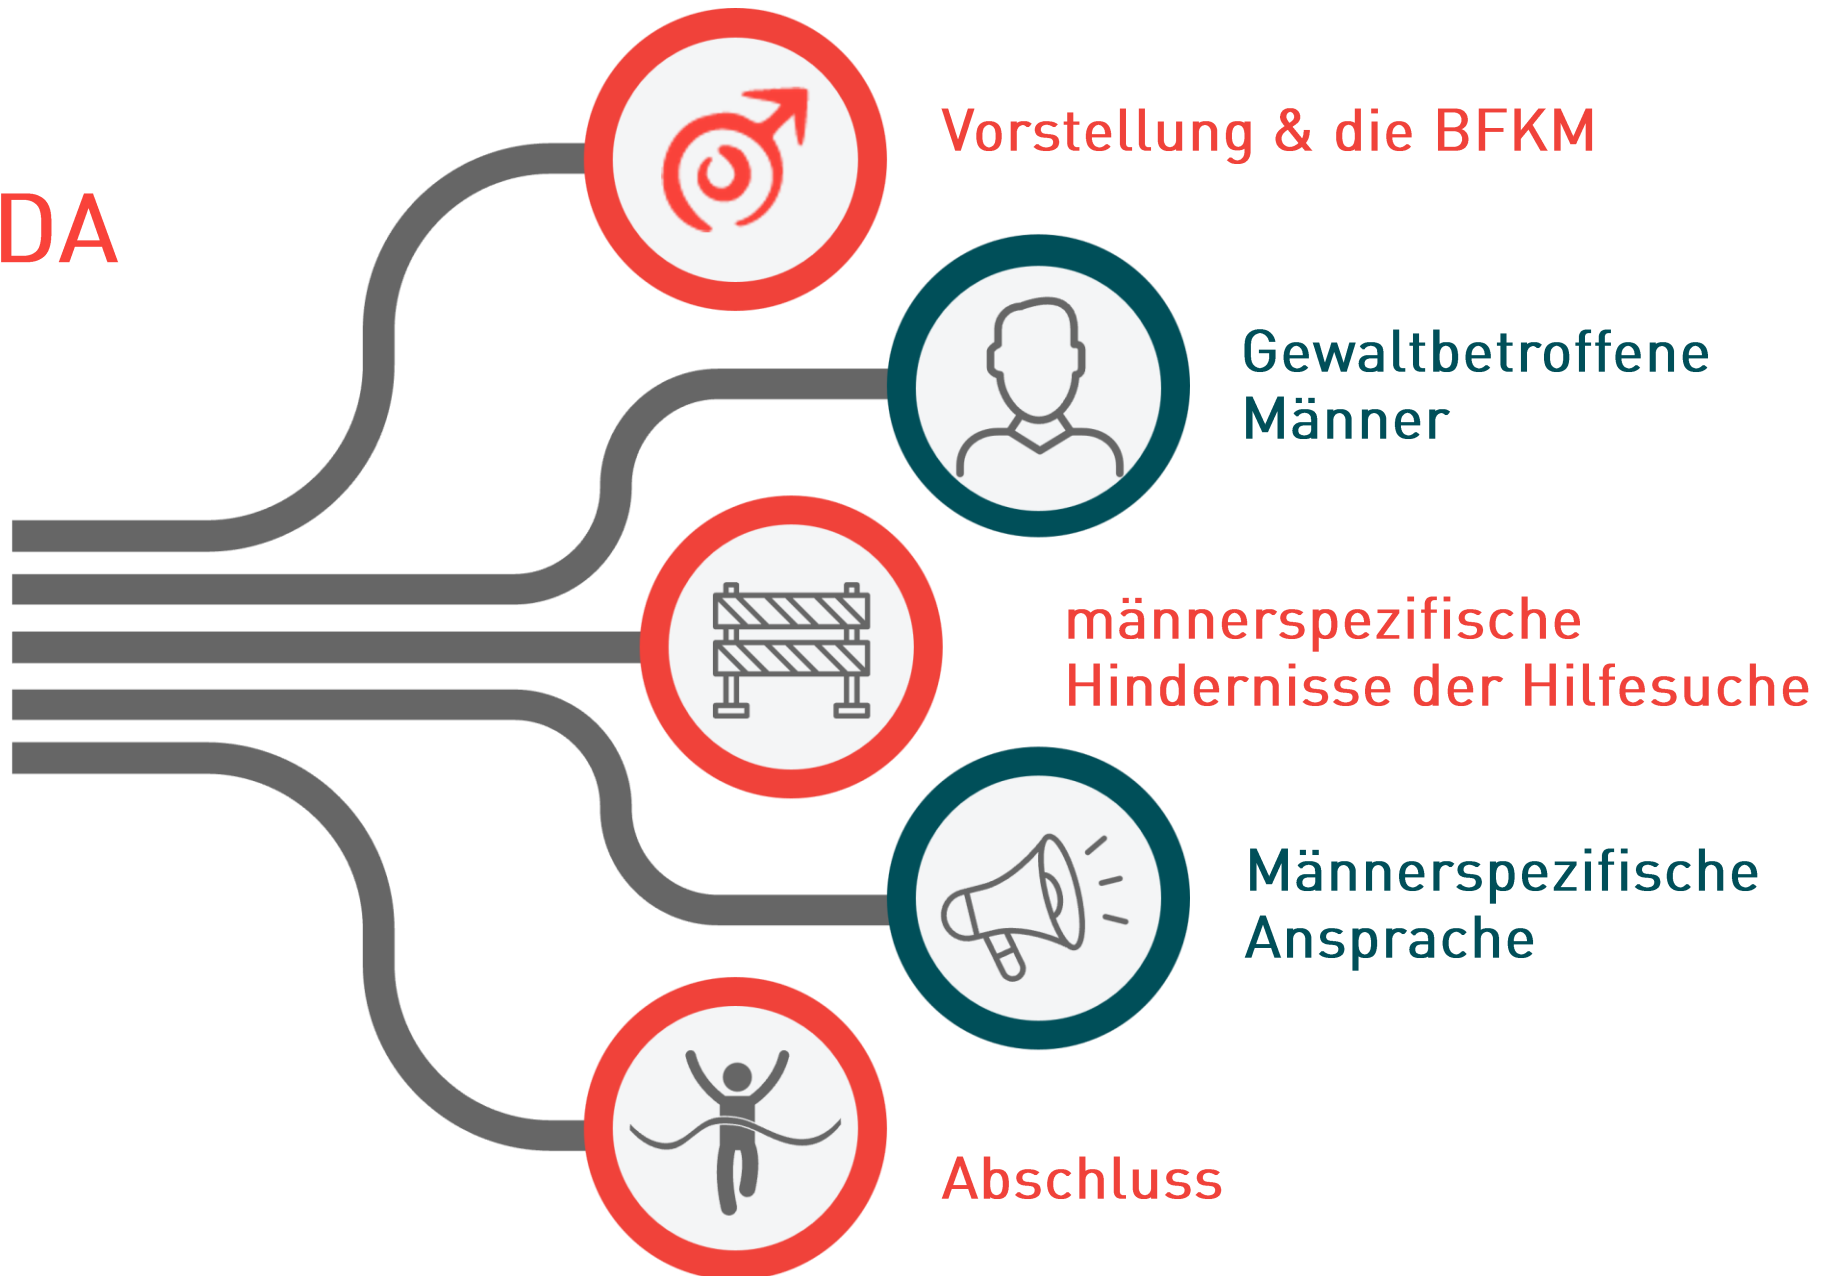 DA
Vorstellung & die BFKM
Gewaltbetroffene
Männer
männerspezifische
Hindernisse der Hilfesuche
Männerspezifische
Ansprache
Abschluss